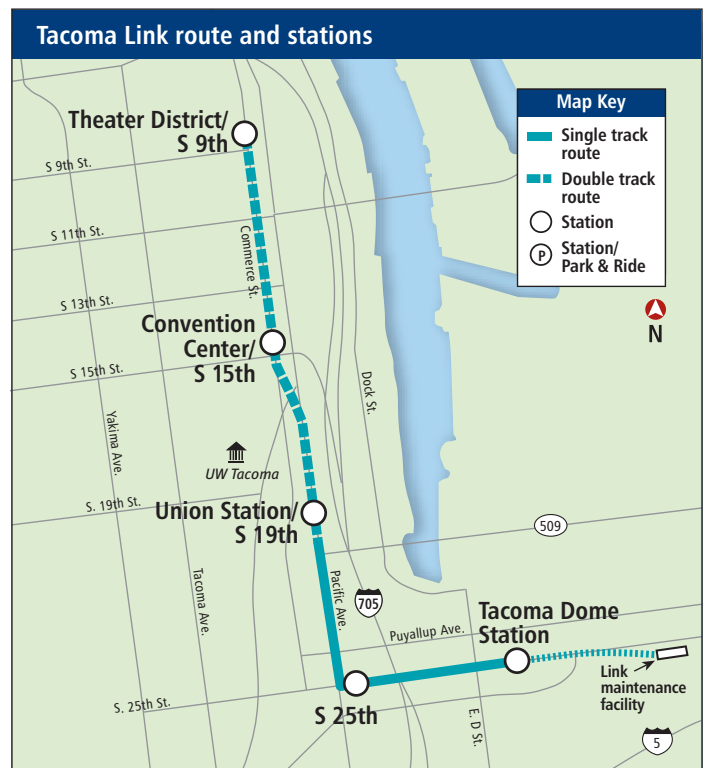 Tacoma Link route and stations
Map Key
Single track
route
Double track
route
Station
P
Station/
Park & Ride
N
Theater District/
S 9th
S 9th St.
S 11th St.
Commerce St.
S 13th St.
Convention
Center/
S 15th
S 15th St.
Dock St.
Yakima Ave.
UW Tacoma
S. 19th St.
Union Station/
S 19th
509
Tacoma Ave.
Pacific Ave.
705
Puyallup Ave.
Tacoma Dome
Station
Link
maintenance
facility
S. 25th St.
S 25th
E. D St.
5